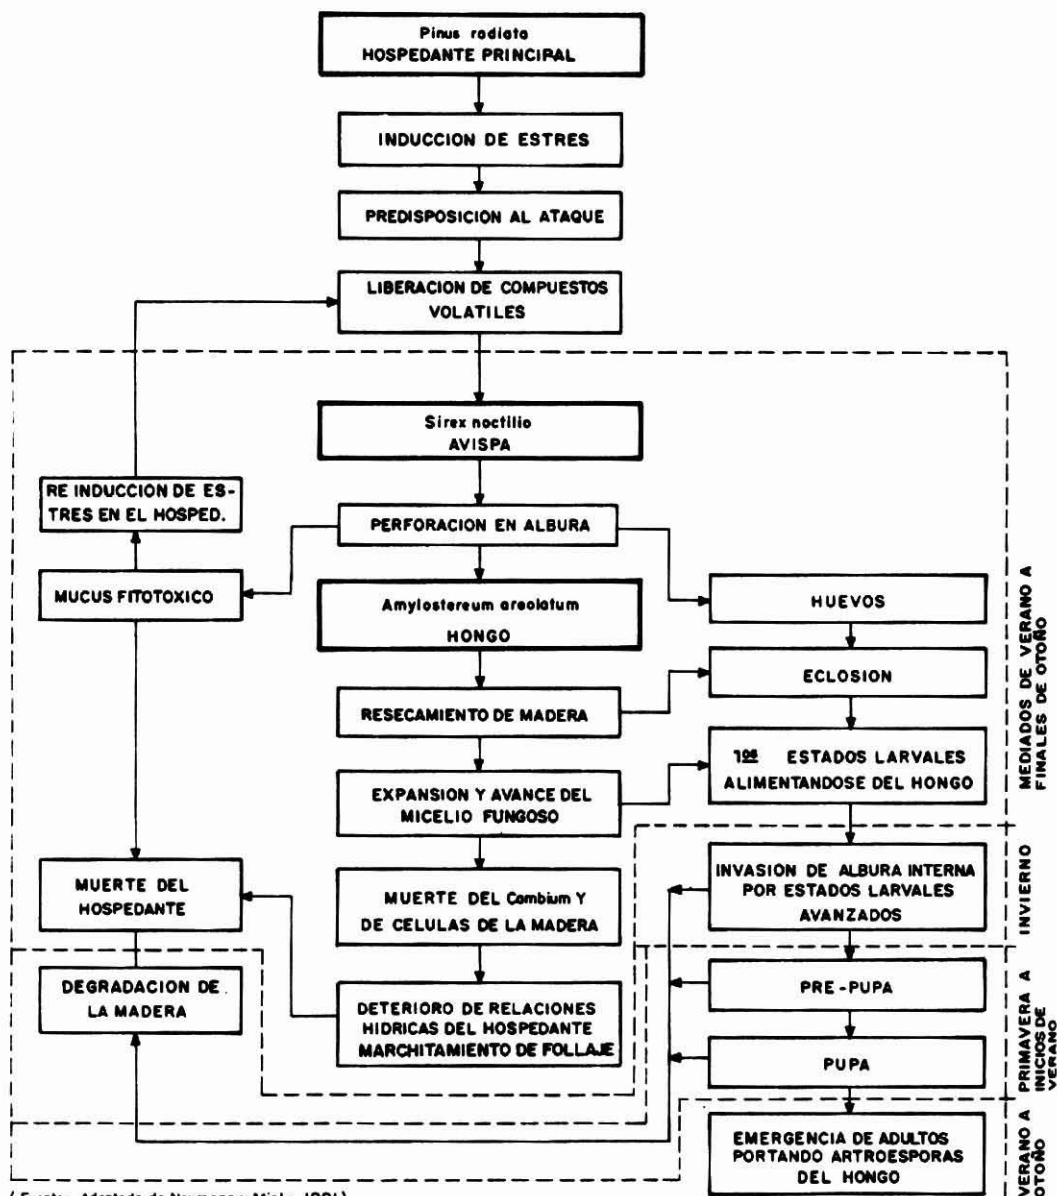 Pinus radiata
HOSPEDANTE PRINCIPAL
INDUCCION DE ESTRES
PREDISPOSICION AL ATAQUE
LIBERACION DE COMPUESTOS
VOLATILES
Sirex noctilio
AVISPA
RE INDUCCION DE ES-
TRES EN EL HOSPED.
PERFORACION EN ALBURA
MUCUS FITOTOXICO
Amylostereum areolatum
HONGO
HUEVOS
ECLOSION
RESECAMIENTO DE MADERA
1os ESTADOS LARVALES
ALIMENTANDOSE DEL HONGO
EXPANSION Y AVANCE DEL
MICELIO FUNGOSO
MEDIADOS DE VERANO A
FINALES DE OTOÑO
MUERTE DEL
HOSPEDANTE
MUERTE DEL Cambium Y
DE CELULAS DE LA MADERA
INVASION DE ALBURA INTERNA
POR ESTADOS LARVALES
AVANZADOS
INVIERNO
DEGRADACION DE
LA MADERA
DETERIORO DE RELACIONES
HIDRICAS DEL HOSPEDANTE
MARCHITAMIENTO DE FOLLAJE
PRE-PUPA
PUPA
PRIMAVERA A
INICIOS DE
VERANO
EMERGENCIA DE ADULTOS
PORTANDO ARTROESPORAS
DEL HONGO
VERANO A
OTOÑO